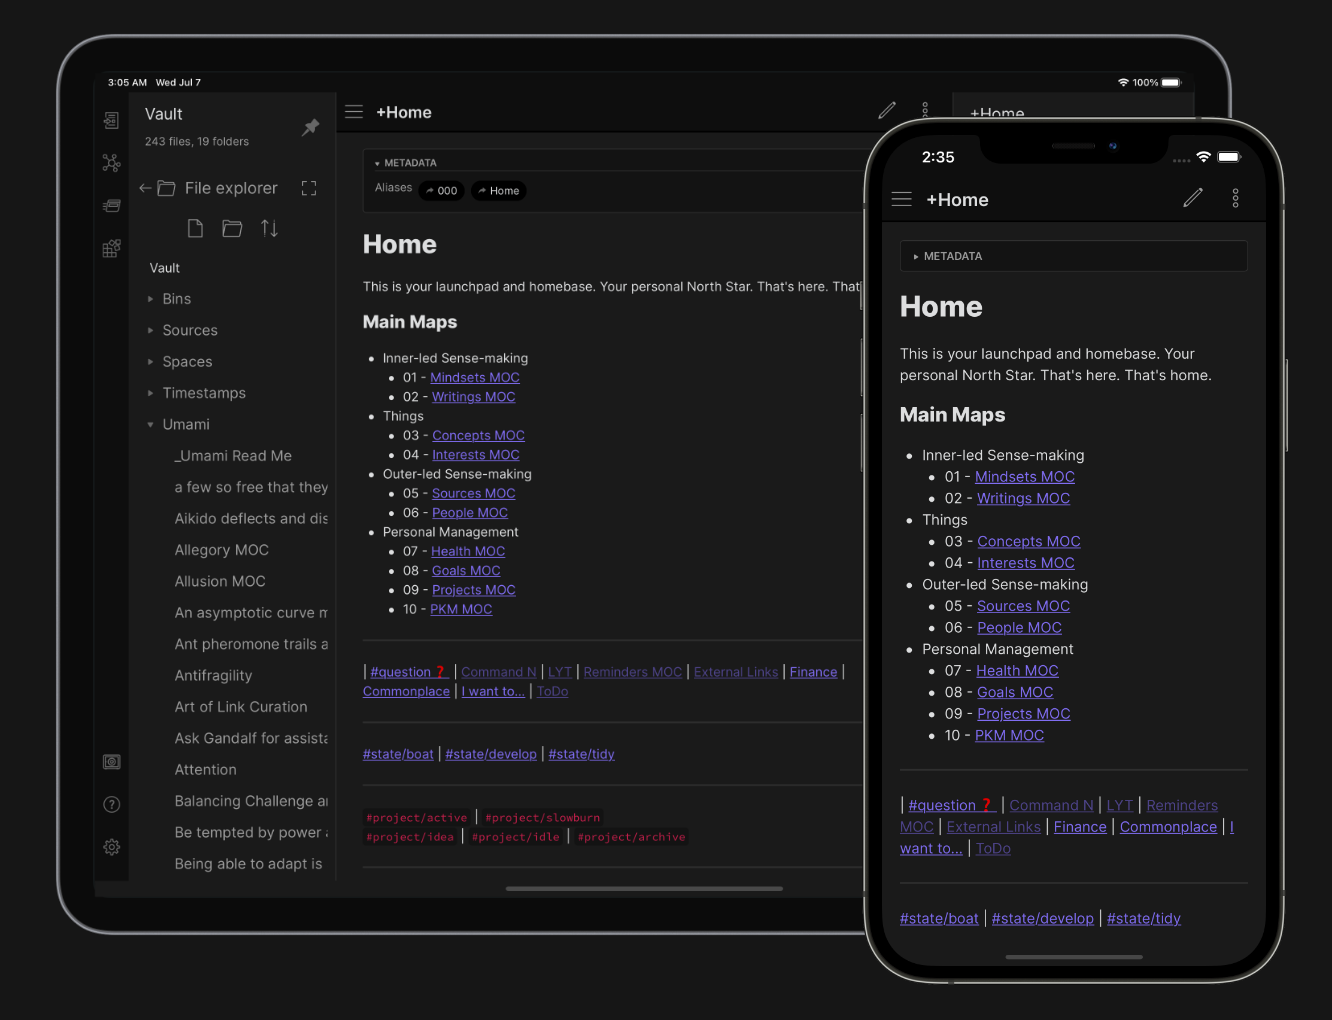 3:05 AM Wed Jul 7
100%
Vault
243 files, 19 folders
File explorer
Vault
Bins
Sources
Spaces
Timestamps
Umami
_Umami Read Me
a few so free that they
Aikido deflects and dis
Allegory MOC
Allusion MOC
An asymptotic curve
Ant pheromone trails a
Antifragility
Art of Link Curation
Ask Gandalf for assista
Attention
Balancing Challenge
Be tempted by power
Being able to adapt is
+Home
METADATA
Aliases 000 Home
Home
This is your launchpad and homebase. Your personal North Star. That's here. That
Main Maps
Inner-led Sense-making
01 - Mindsets MOC
02 - Writings MOC
Things
03 - Concepts MOC
04 - Interests MOC
Outer-led Sense-making
05 - Sources MOC
06 - People MOC
Personal Management
07 - Health MOC
08 - Goals MOC
09 - Projects MOC
10 - PKM MOC
| #question❓ | Command N | LYT | Reminders MOC | External Links | Finance |
Commonplace | I want to... | ToDo
#state/boat | #state/develop | #state/tidy
#project/active | #project/slowburn
#project/idea | #project/idle | #project/archive
+Home
2:35
+Home
METADATA
Home
This is your launchpad and homebase. Your
personal North Star. That's here. That's home.
Main Maps
Inner-led Sense-making
01 - Mindsets MOC
02 - Writings MOC
Things
03 - Concepts MOC
04 - Interests MOC
Outer-led Sense-making
05 - Sources MOC
06 - People MOC
Personal Management
07 - Health MOC
08 - Goals MOC
09 - Projects MOC
10 - PKM MOC
| #question❓ | Command N | LYT | Reminders
MOC | External Links | Finance | Commonplace | I
want to... | ToDo
#state/boat | #state/develop | #state/tidy